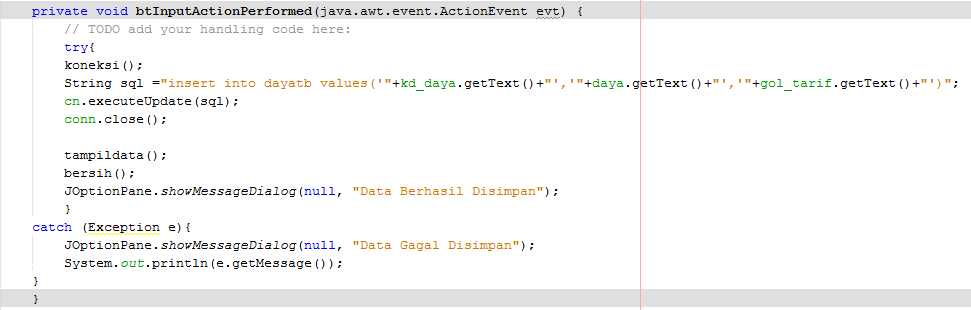 private void btInputActionPerformed(java.awt.event.ActionEvent evt) {
// TODO add your handling code here:
try{
koneksi();
String sql ="insert into dayatb values('"+kd_daya.getText()+"','"+daya.getText()+"','"+gol_tarif.getText()+"')";
cn.executeUpdate(sql);
conn.close();
tampildata();
bersih();
JOptionPane.showMessageDialog(null, "Data Berhasil Disimpan");
}
catch (Exception e){
JOptionPane.showMessageDialog(null, "Data Gagal Disimpan");
System.out.println(e.getMessage());
}
}